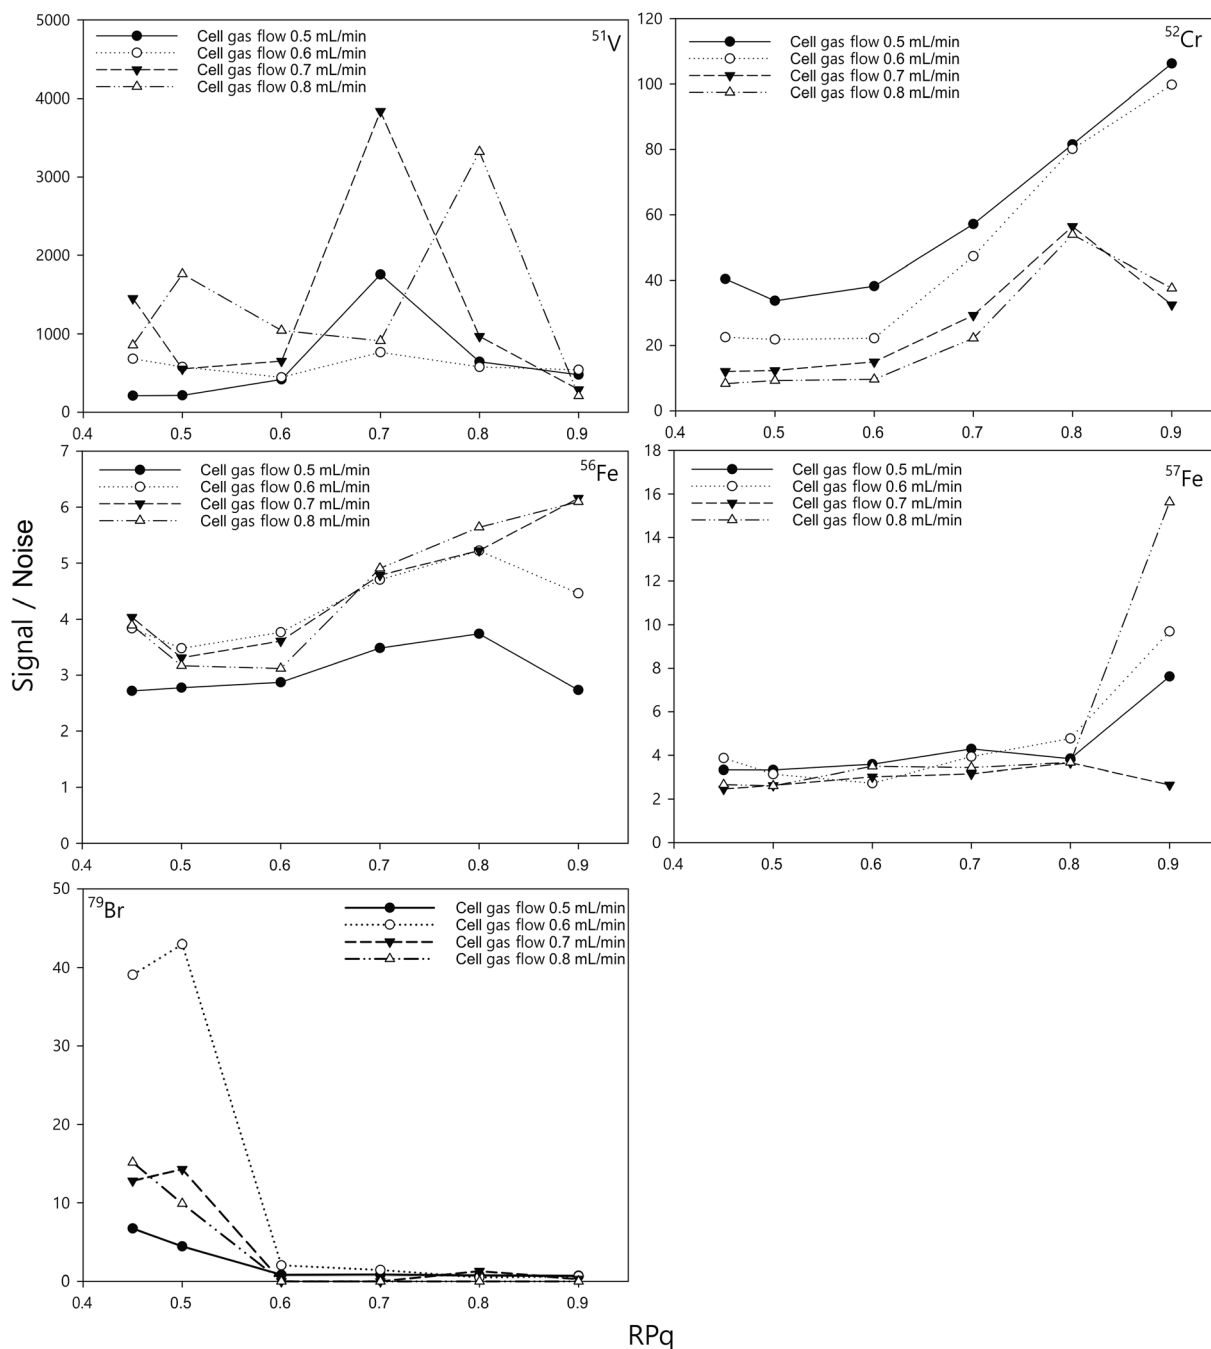 5000
4000
3000
2000
1000
0
Cell gas flow 0.5 mL/min
Cell gas flow 0.6 mL/min
Cell gas flow 0.7 mL/min
Cell gas flow 0.8 mL/min
⁵¹V
0.4 0.5 0.6 0.7 0.8 0.9
120
100
80
60
40
20
0
Cell gas flow 0.5 mL/min
Cell gas flow 0.6 mL/min
Cell gas flow 0.7 mL/min
Cell gas flow 0.8 mL/min
⁵²Cr
0.4 0.5 0.6 0.7 0.8 0.9
Signal / Noise
7
6
5
4
3
2
1
0
Cell gas flow 0.5 mL/min
Cell gas flow 0.6 mL/min
Cell gas flow 0.7 mL/min
Cell gas flow 0.8 mL/min
⁵⁶Fe
0.4 0.5 0.6 0.7 0.8 0.9
18
16
14
12
10
8
6
4
2
0
Cell gas flow 0.5 mL/min
Cell gas flow 0.6 mL/min
Cell gas flow 0.7 mL/min
Cell gas flow 0.8 mL/min
⁵⁷Fe
0.4 0.5 0.6 0.7 0.8 0.9
50
40
30
20
10
0
⁷⁹Br
Cell gas flow 0.5 mL/min
Cell gas flow 0.6 mL/min
Cell gas flow 0.7 mL/min
Cell gas flow 0.8 mL/min
0.4 0.5 0.6 0.7 0.8 0.9
RPq